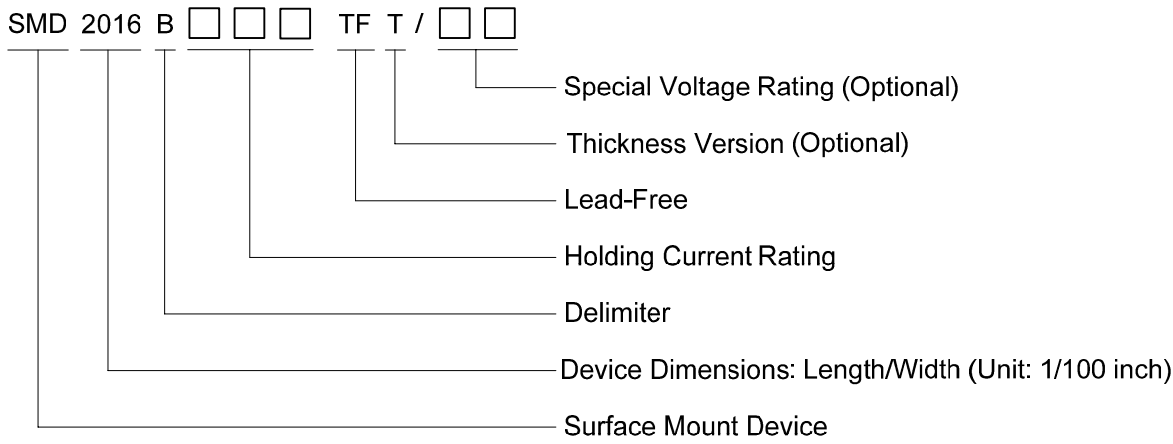 SMD 2016 B □ □ □ TF T / □ □
Special Voltage Rating (Optional)
Thickness Version (Optional)
Lead-Free
Holding Current Rating
Delimiter
Device Dimensions: Length/Width (Unit: 1/100 inch)
Surface Mount Device